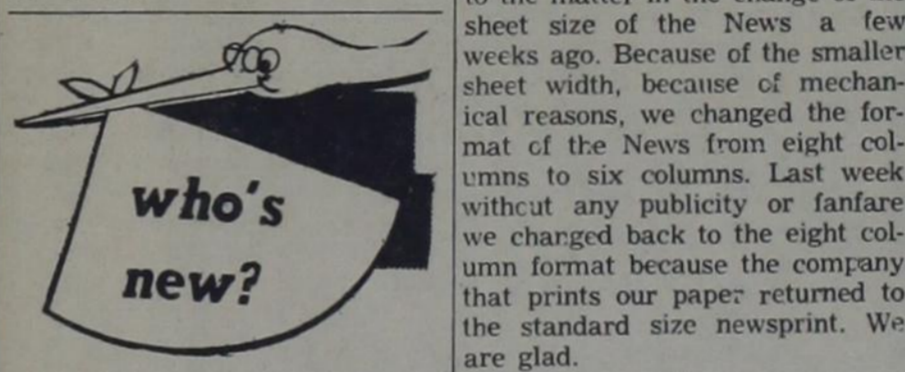 who's
new?
sheet size of the News a few
weeks ago. Because of the smaller
sheet width, because of mechan-
ical reasons, we changed the for-
mat of the News from eight col-
umns to six columns. Last week
without any publicity or fanfare
we changed back to the eight col-
umn format because the company
that prints our paper returned to
the standard size newsprint. We
are glad.